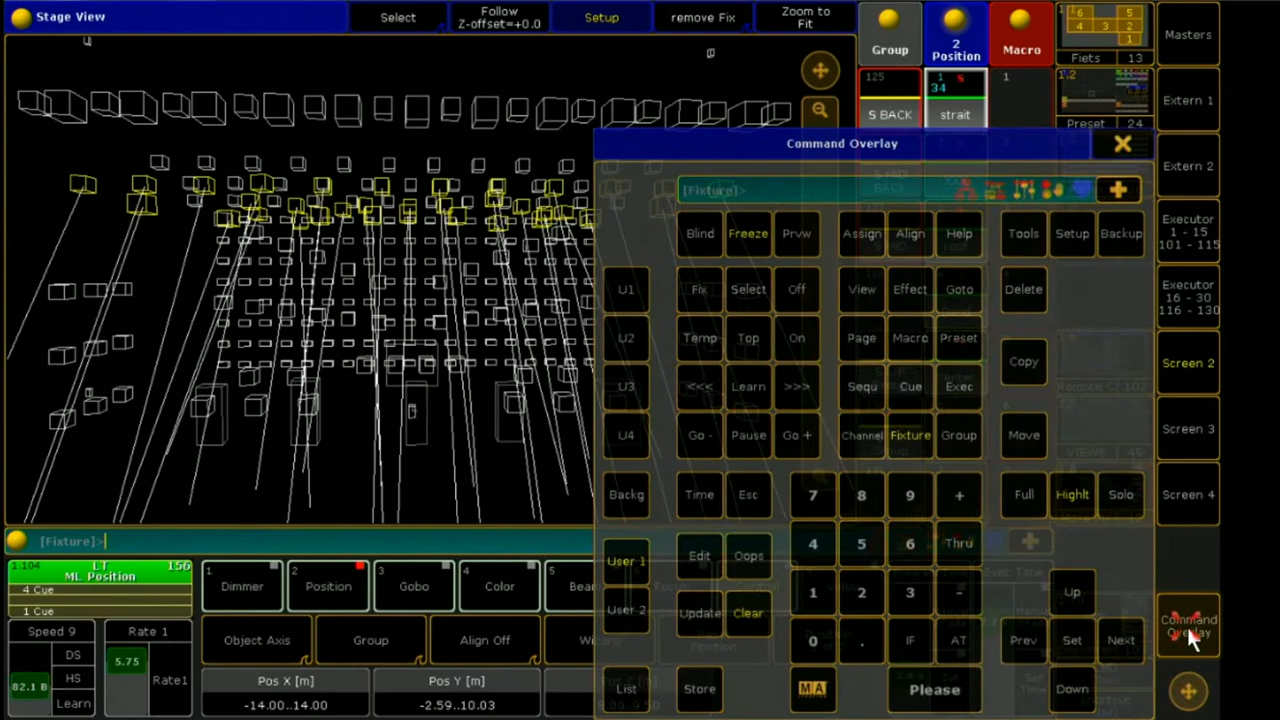 Stage View
Select
Follow
Z-offset=+0.0
Setup
remove Fix
Zoom to
Fit
Group
2
Position
Macro
6 5
4 3 2
1
Fiets 13
Masters
125
S BACK
1 s
34
strait
1
1.2
Preset 24
Extern 1
Extern 2
Executor
1 - 15
101 - 115
Executor
16 - 30
116 - 130
Screen 2
Screen 3
Screen 4
Command
Overlay
Command Overlay
[Fixture]>
Blind Freeze Prvw Assign Align Help Tools Setup Backup
U1 Fix Select Off View Effect Goto Delete
U2 Temp Top On Page Macro Preset
Copy
U3 <<< Learn >>> Sequ Cue Exec
U4 Go - Pause Go + Channel Fixture Group Move
Backg Time Esc 7 8 9 + Full Highlt Solo
User 1 Edit Oops 4 5 6 Thru
User 2 Update Clear 1 2 3 - Up
0 . IF AT Prev Set Next
List Store MA Please Down
[Fixture]>
1.104 LT 156
ML Position
4 Cue
1 Cue
1
Dimmer
2
Position
3
Gobo
4
Color
5
Speed 9
DS
HS
Learn
82.1 B
Rate 1
5.75
Rate1
Object Axis
Group
Align Off
Pos X [m]
-14.00..14.00
Pos Y [m]
-2.59..10.03